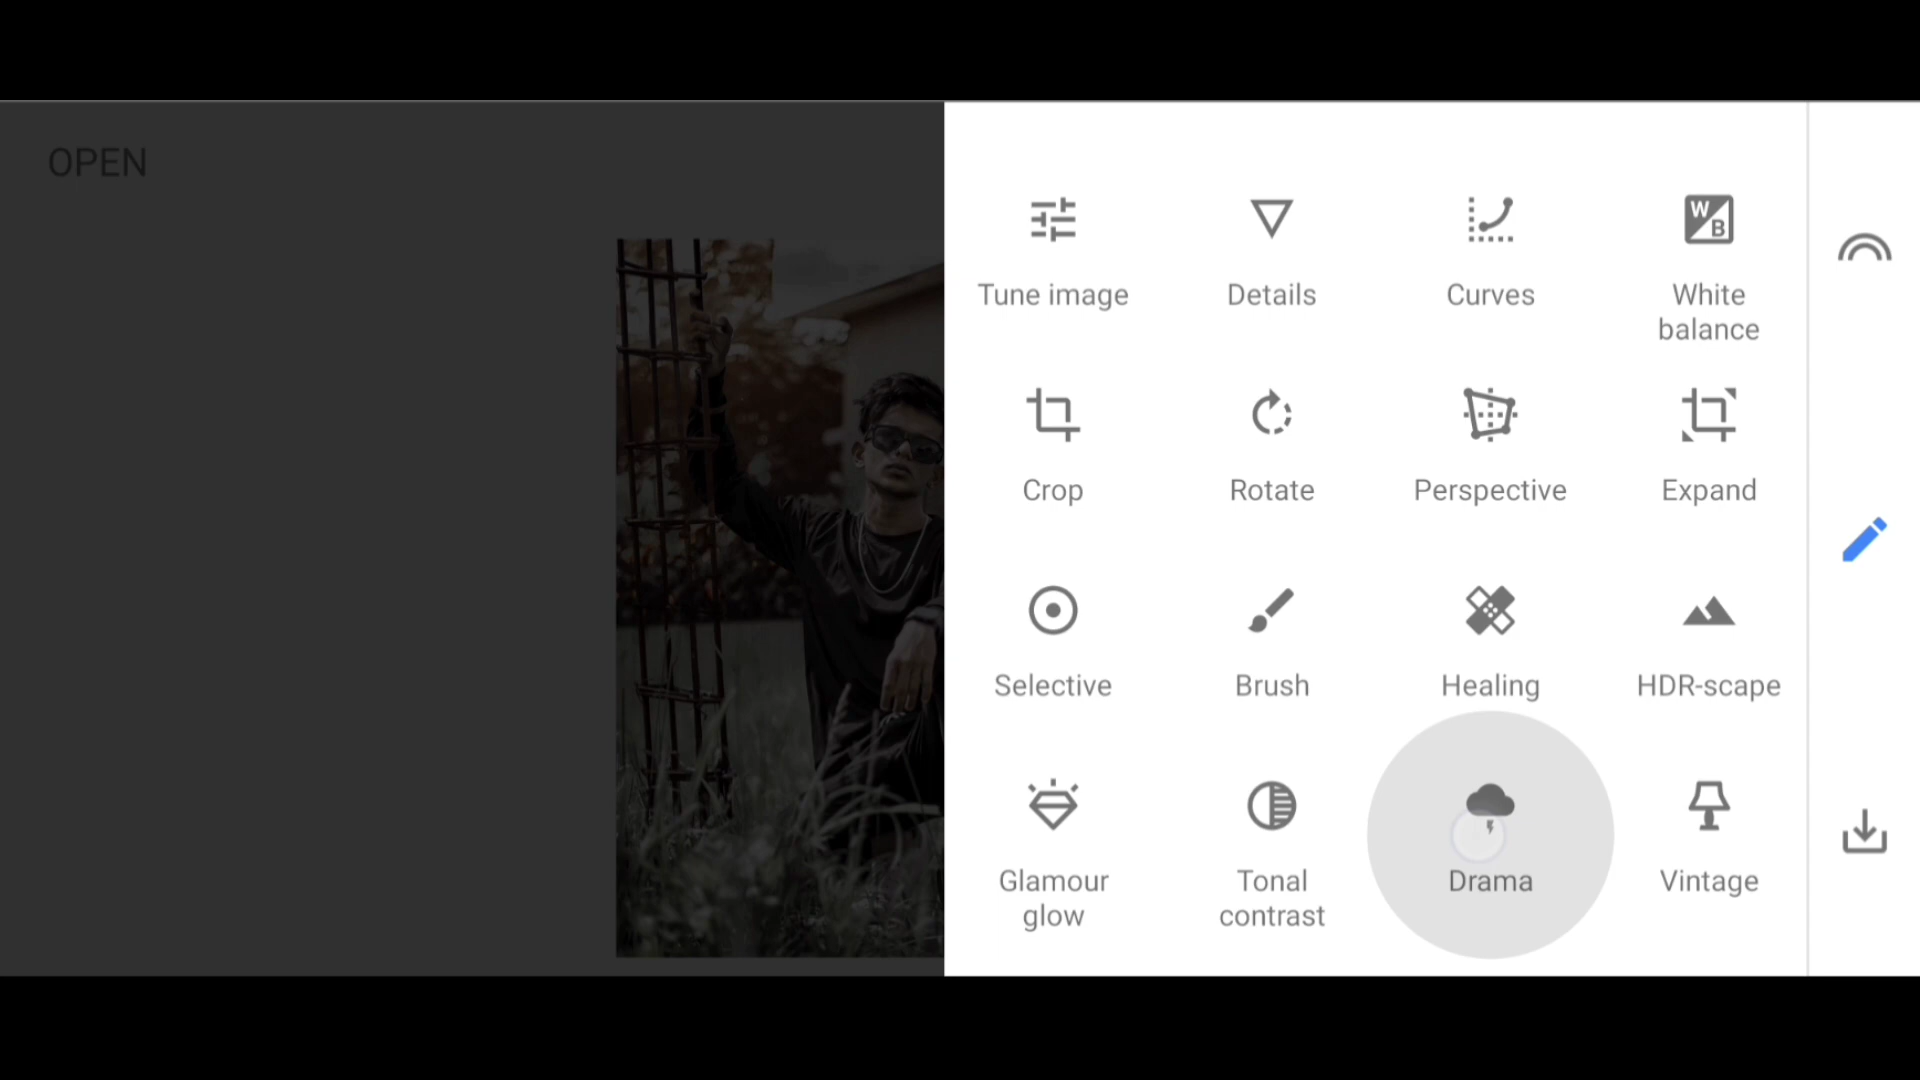 OPEN
Tune image
Details
Curves
W
B
White
balance
Crop
Rotate
Perspective
Expand
Selective
Brush
Healing
HDR-scape
Glamour
glow
Tonal
contrast
Drama
Vintage